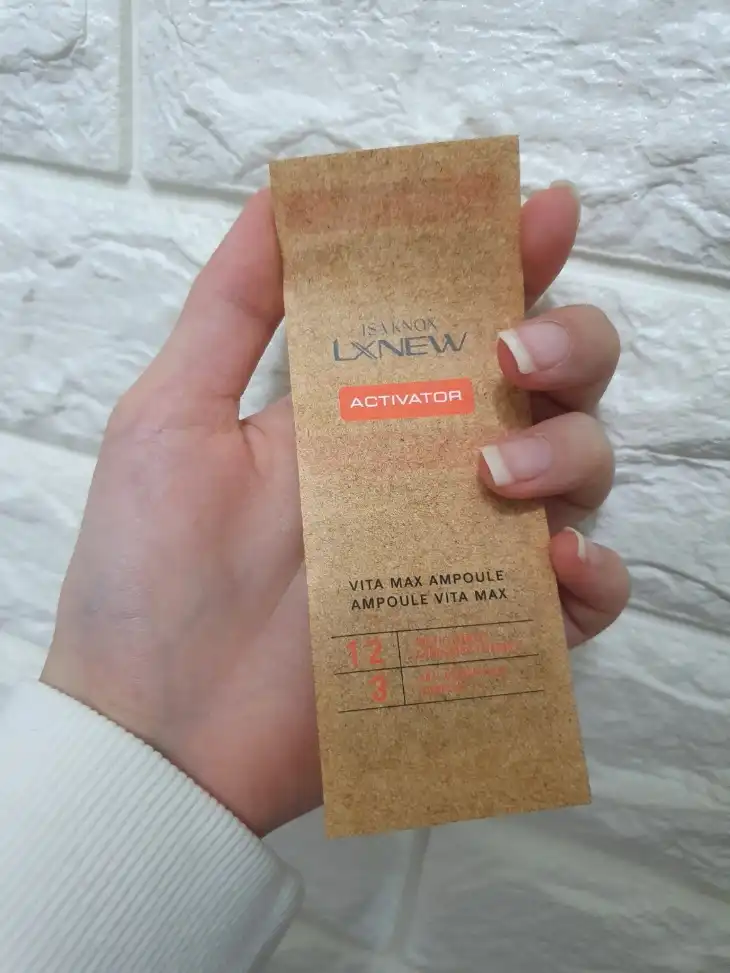 ISA KNOX
LXNEW
ACTIVATOR
VITA MAX AMPOULE
AMPOULE VITA MAX
12
3